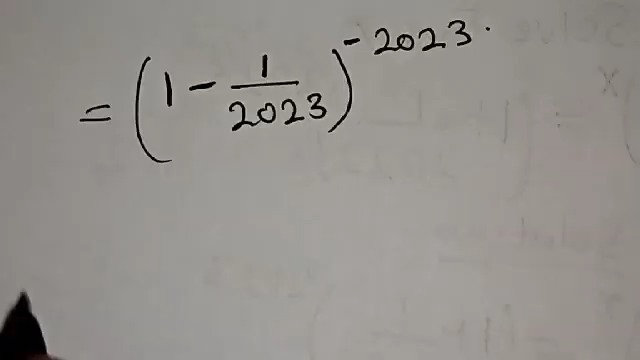 = (1 - 1/2023)^-2023.